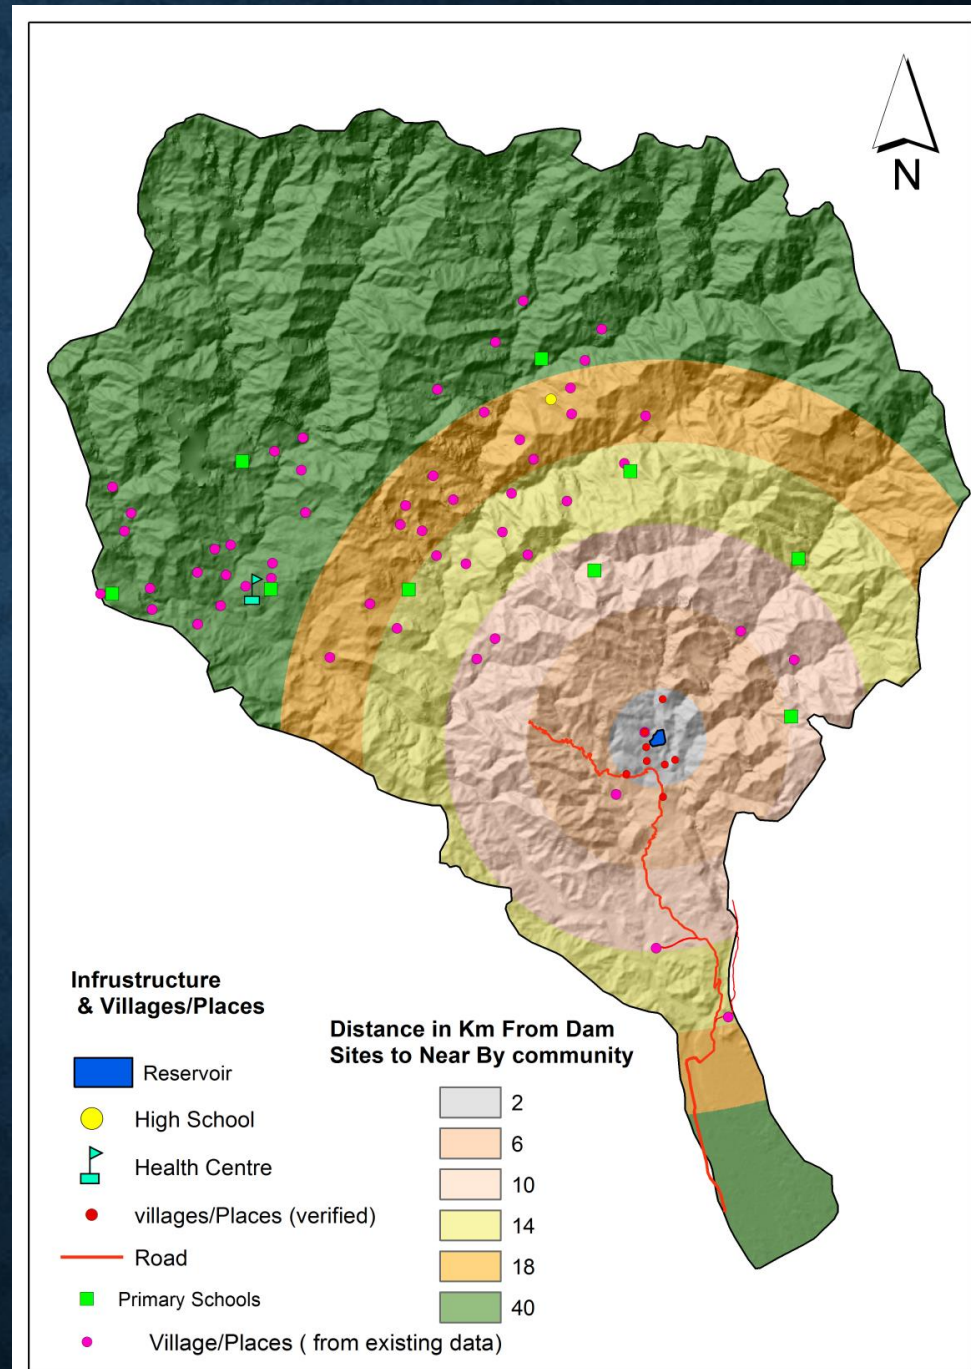 N
Infrustructure
& Villages/Places
Reservoir
High School
Health Centre
villages/Places (verified)
Road
Primary Schools
Village/Places ( from existing data)
Distance in Km From Dam
Sites to Near By community
2
6
10
14
18
40